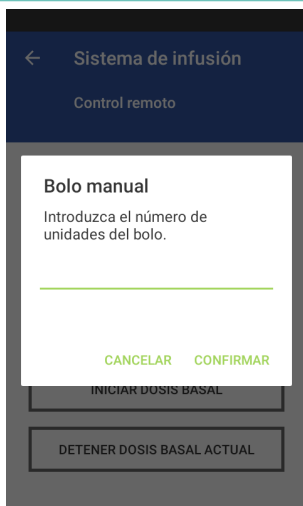 Sistema de infusión
Control remoto
Bolo manual
Introduzca el número de
unidades del bolo.
CANCELAR CONFIRMAR
INICIAR DOSIS BASAL
DETENER DOSIS BASAL ACTUAL